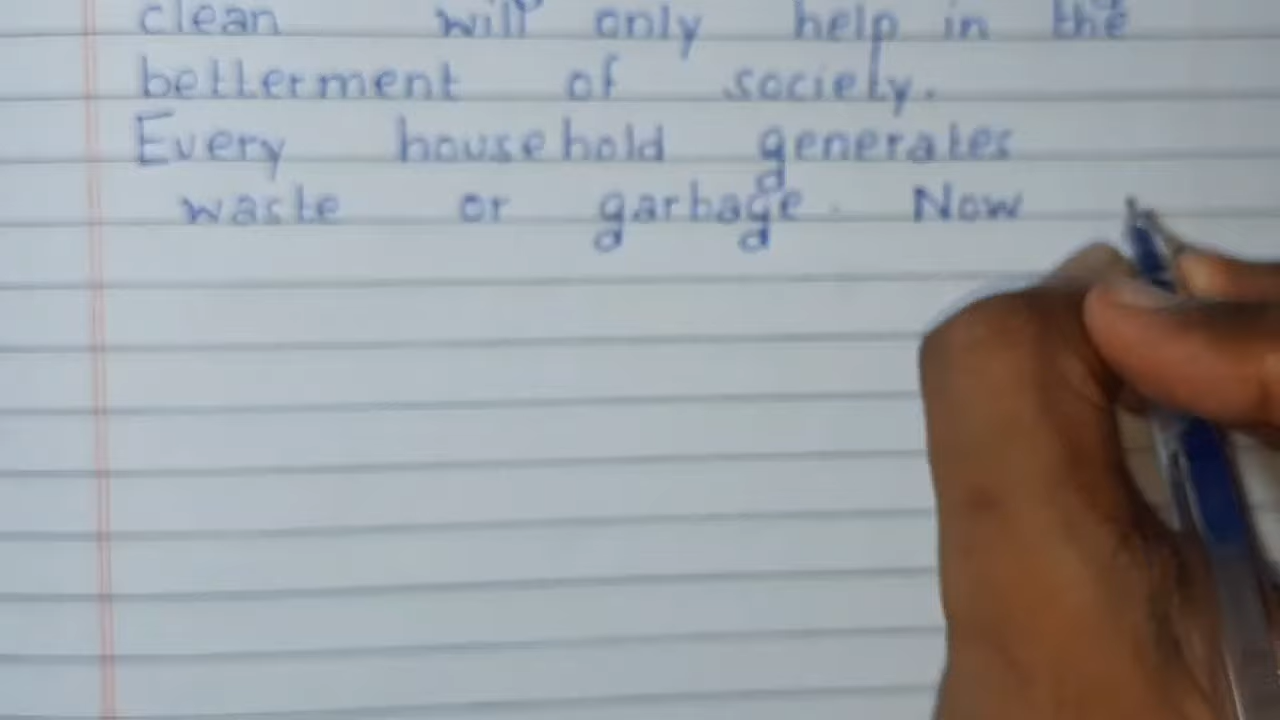 clean will only help in the
betterment of society.
Every household generates
waste or garbage. Now